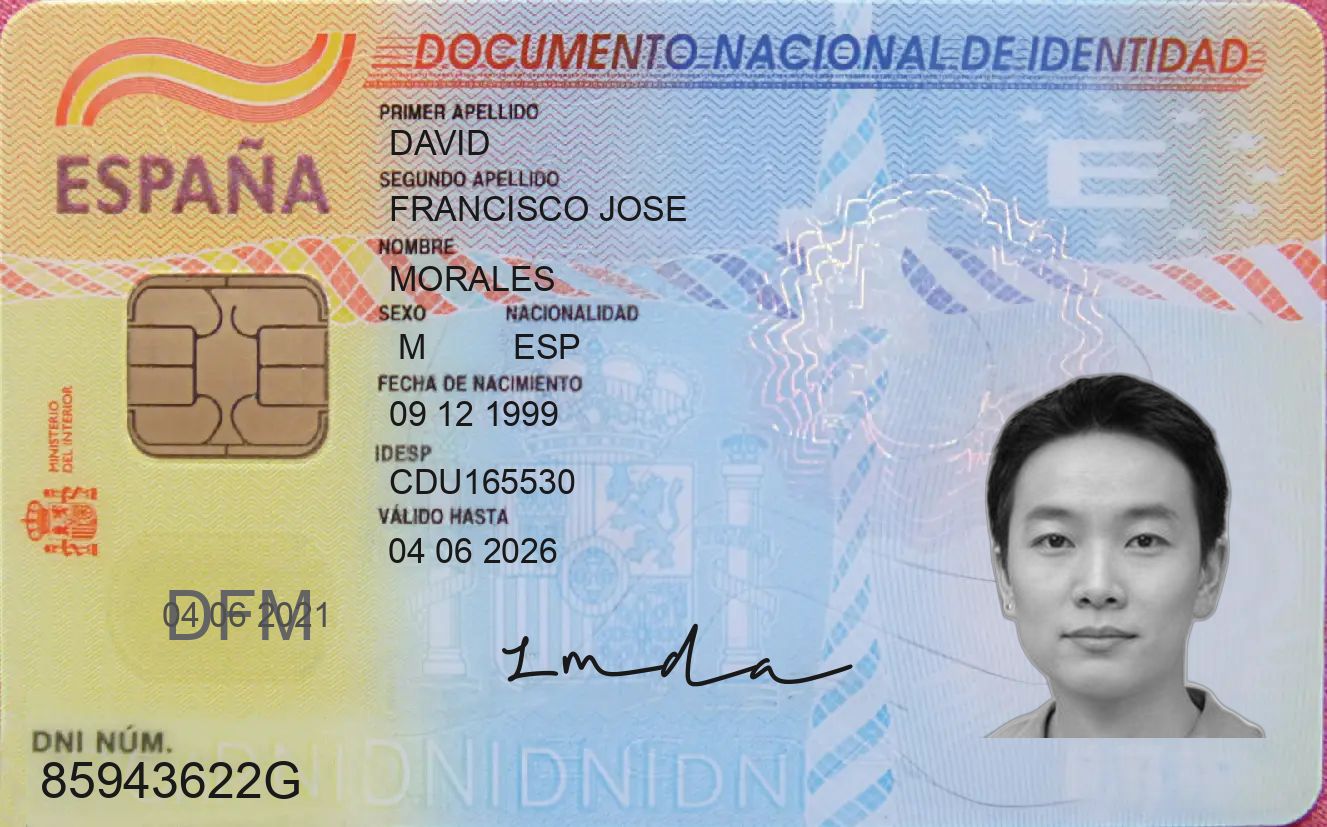 DOCUMENTO NACIONAL DE IDENTIDAD
ESPAÑA
PRIMER APELLIDO
DAVID
SEGUNDO APELLIDO
FRANCISCO JOSE
NOMBRE
MORALES
SEXO NACIONALIDAD
M ESP
FECHA DE NACIMIENTO
09 12 1999
IDESP
CDU165530
VÁLIDO HASTA
04 06 2026
MINISTERIO
DEL INTERIOR
E
DFM
04 06 2021
DNI NÚM.
85943622G
DNIDNIDNIDNI